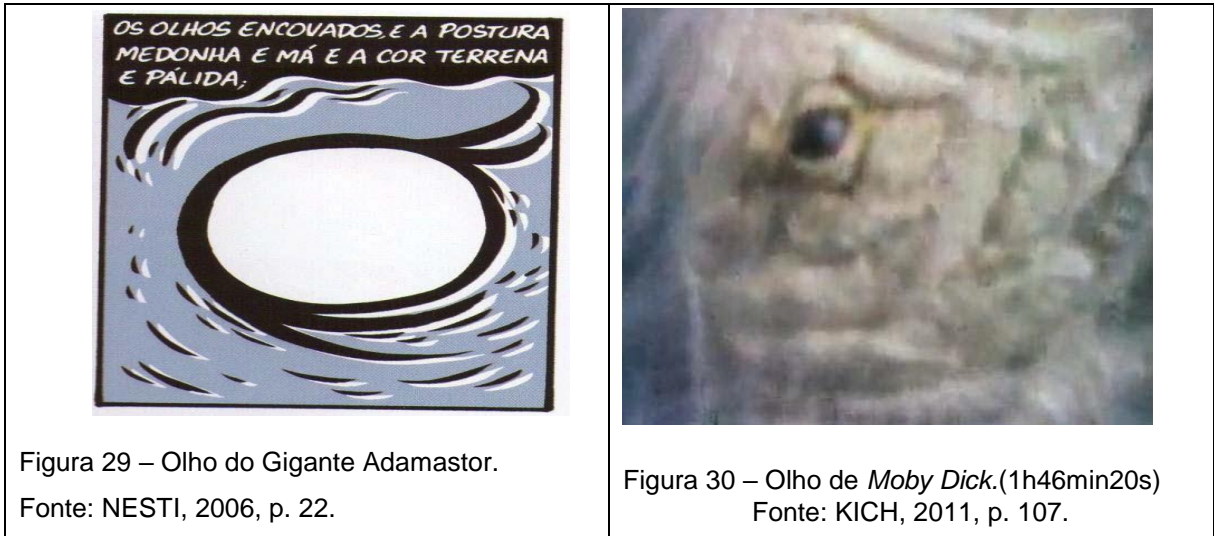 OS OLHOS ENCOVADOS, E A POSTURA
MEDONHA E MÁ E A COR TERRENA
E PÁLIDA;
Figura 29 – Olho do Gigante Adamastor.
Fonte: NESTI, 2006, p. 22.
Figura 30 – Olho de Moby Dick.(1h46min20s)
Fonte: KICH, 2011, p. 107.